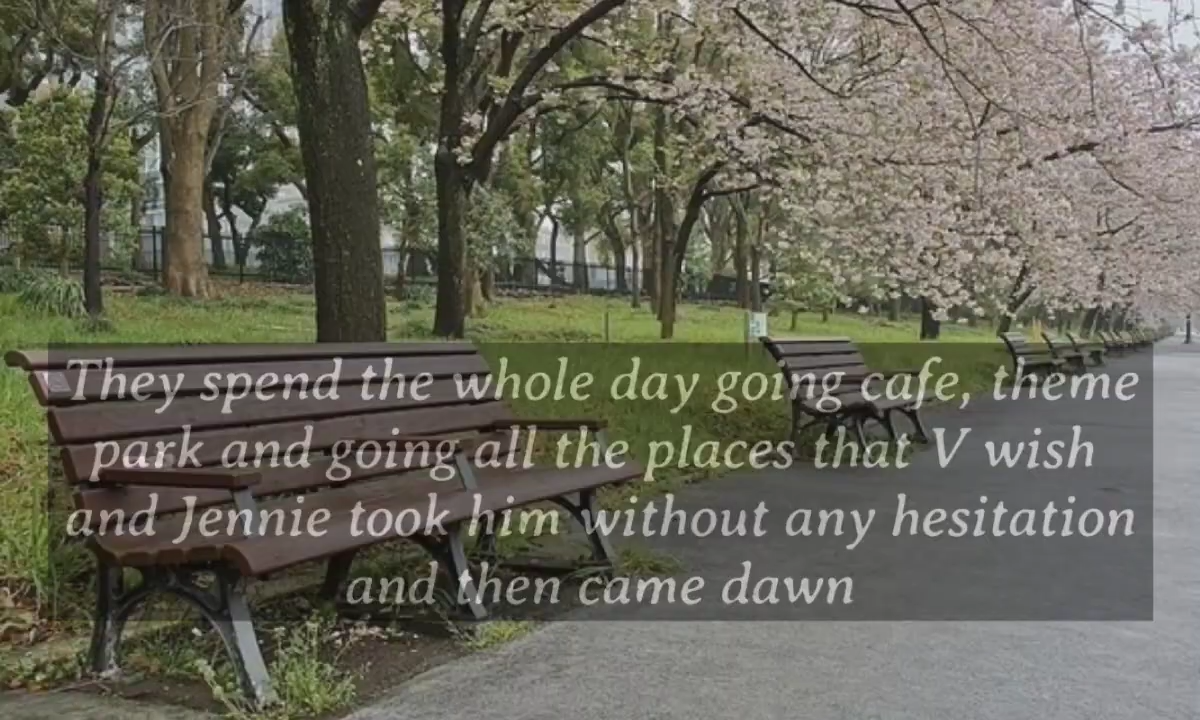 They spend the whole day going cafe, theme
park and going all the places that V wish
and Jennie took him without any hesitation
and then came dawn